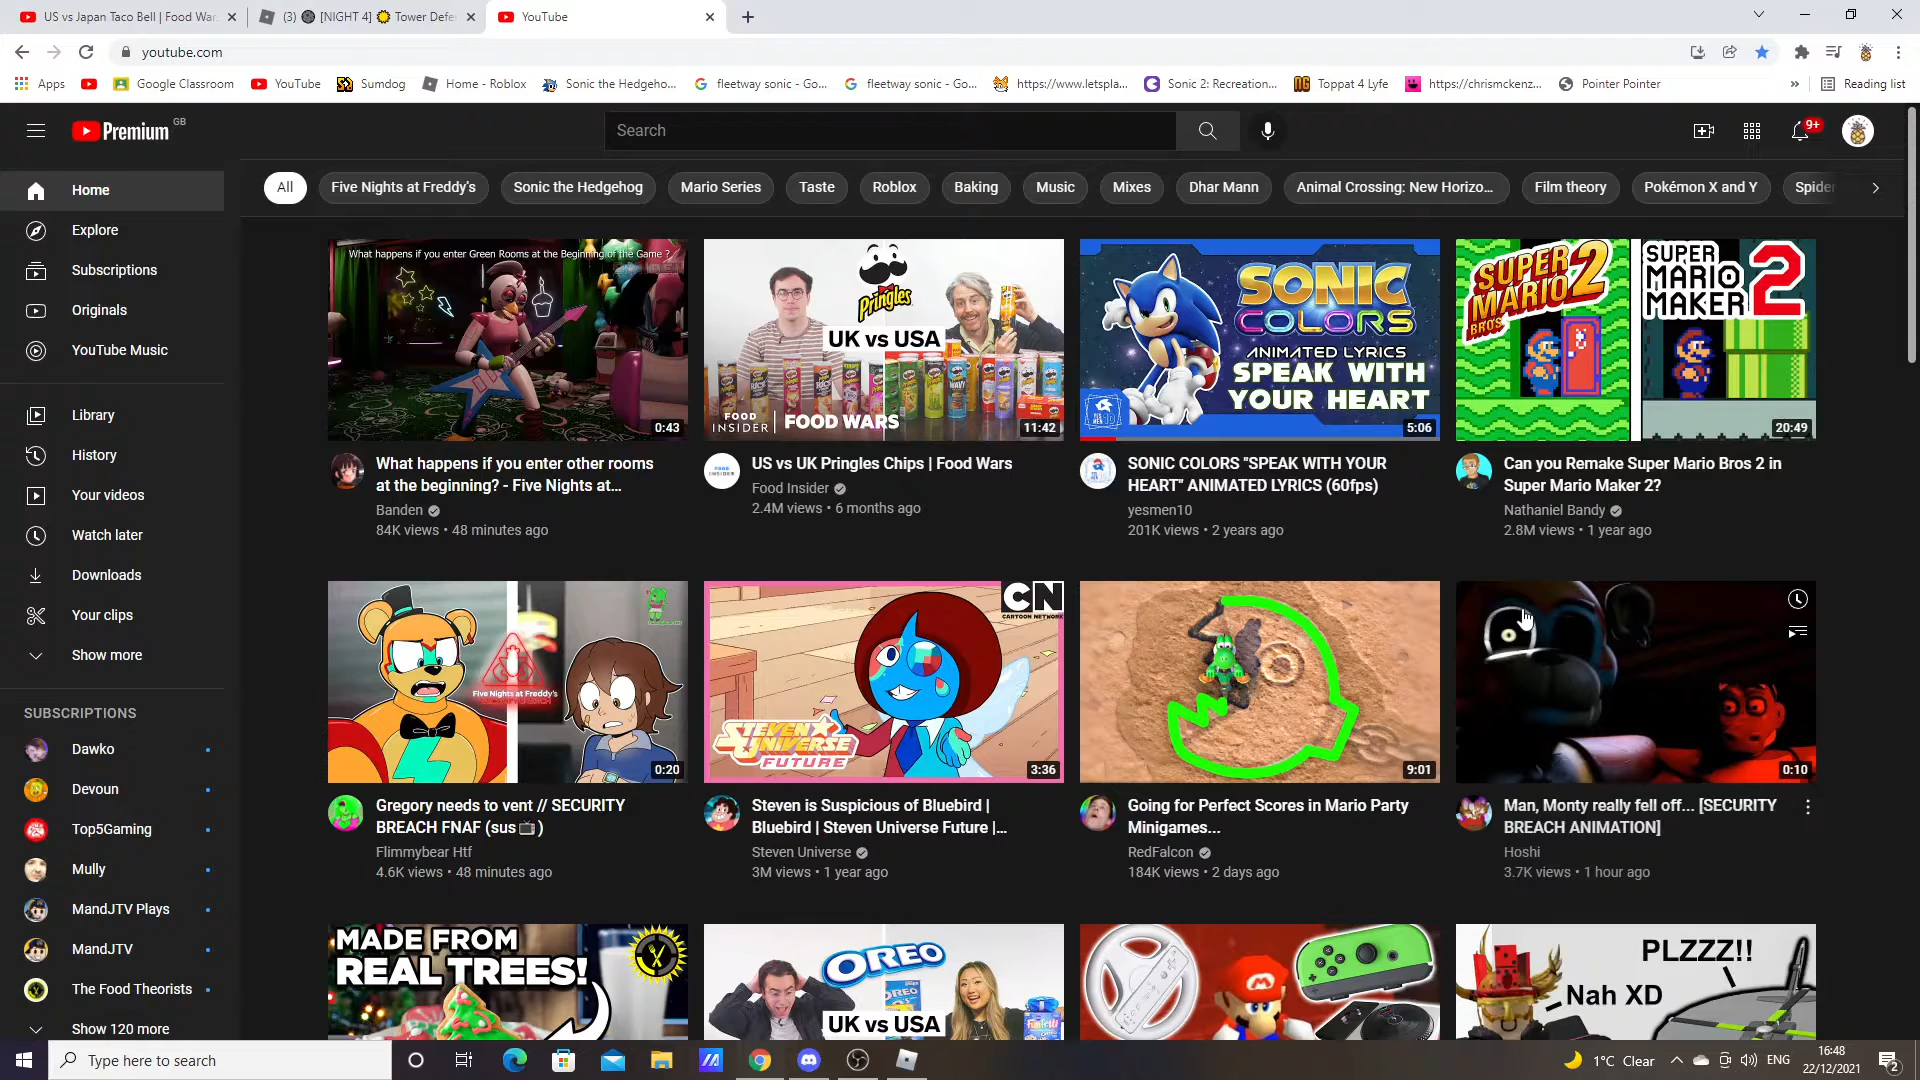 US vs Japan Taco Bell | Food War
(3) [NIGHT 4] Tower Defe
YouTube
youtube.com
Apps
Google Classroom
YouTube
Sumdog
Home - Roblox
Sonic the Hedgeho...
fleetway sonic - Go...
fleetway sonic - Go...
https://www.letspla...
Sonic 2: Recreation...
Toppat 4 Lyfe
https://chrismckenz...
Pointer Pointer
»
Reading list
Premium GB
Search
9+
Home
Explore
Subscriptions
Originals
YouTube Music
Library
History
Your videos
Watch later
Downloads
Your clips
Show more
SUBSCRIPTIONS
Dawko
Devoun
Top5Gaming
Mully
MandJTV Plays
MandJTV
The Food Theorists
Show 120 more
All
Five Nights at Freddy's
Sonic the Hedgehog
Mario Series
Taste
Roblox
Baking
Music
Mixes
Dhar Mann
Animal Crossing: New Horizo...
Film theory
Pokémon X and Y
Spider
What happens if you enter Green Rooms at the Beginning of the Game ?
0:43
What happens if you enter other rooms
at the beginning? - Five Nights at...
Banden
84K views • 48 minutes ago
Pringles
UK vs USA
FOOD
INSIDER
FOOD WARS
11:42
US vs UK Pringles Chips | Food Wars
Food Insider
2.4M views • 6 months ago
SONIC
COLORS
ANIMATED LYRICS
SPEAK WITH
YOUR HEART
5:06
SONIC COLORS "SPEAK WITH YOUR
HEART" ANIMATED LYRICS (60fps)
yesmen10
201K views • 2 years ago
SUPER
MARIO
BROS 2
SUPER
MARIO
MAKER 2
20:49
Can you Remake Super Mario Bros 2 in
Super Mario Maker 2?
Nathaniel Bandy
2.8M views • 1 year ago
Five Nights at Freddy's
0:20
Gregory needs to vent // SECURITY
BREACH FNAF (sus📺)
Flimmybear Htf
4.6K views • 48 minutes ago
CN
CARTOON NETWORK
STEVEN
UNIVERSE
FUTURE
3:36
Steven is Suspicious of Bluebird |
Bluebird | Steven Universe Future |...
Steven Universe
3M views • 1 year ago
9:01
Going for Perfect Scores in Mario Party
Minigames...
RedFalcon
184K views • 2 days ago
0:10
Man, Monty really fell off... [SECURITY
BREACH ANIMATION]
Hoshi
3.7K views • 1 hour ago
MADE FROM
REAL TREES!
OREO
OREO
UK vs USA
PLZZZ!!
Nah XD
Type here to search
1°C Clear
ENG
16:48
22/12/2021
2